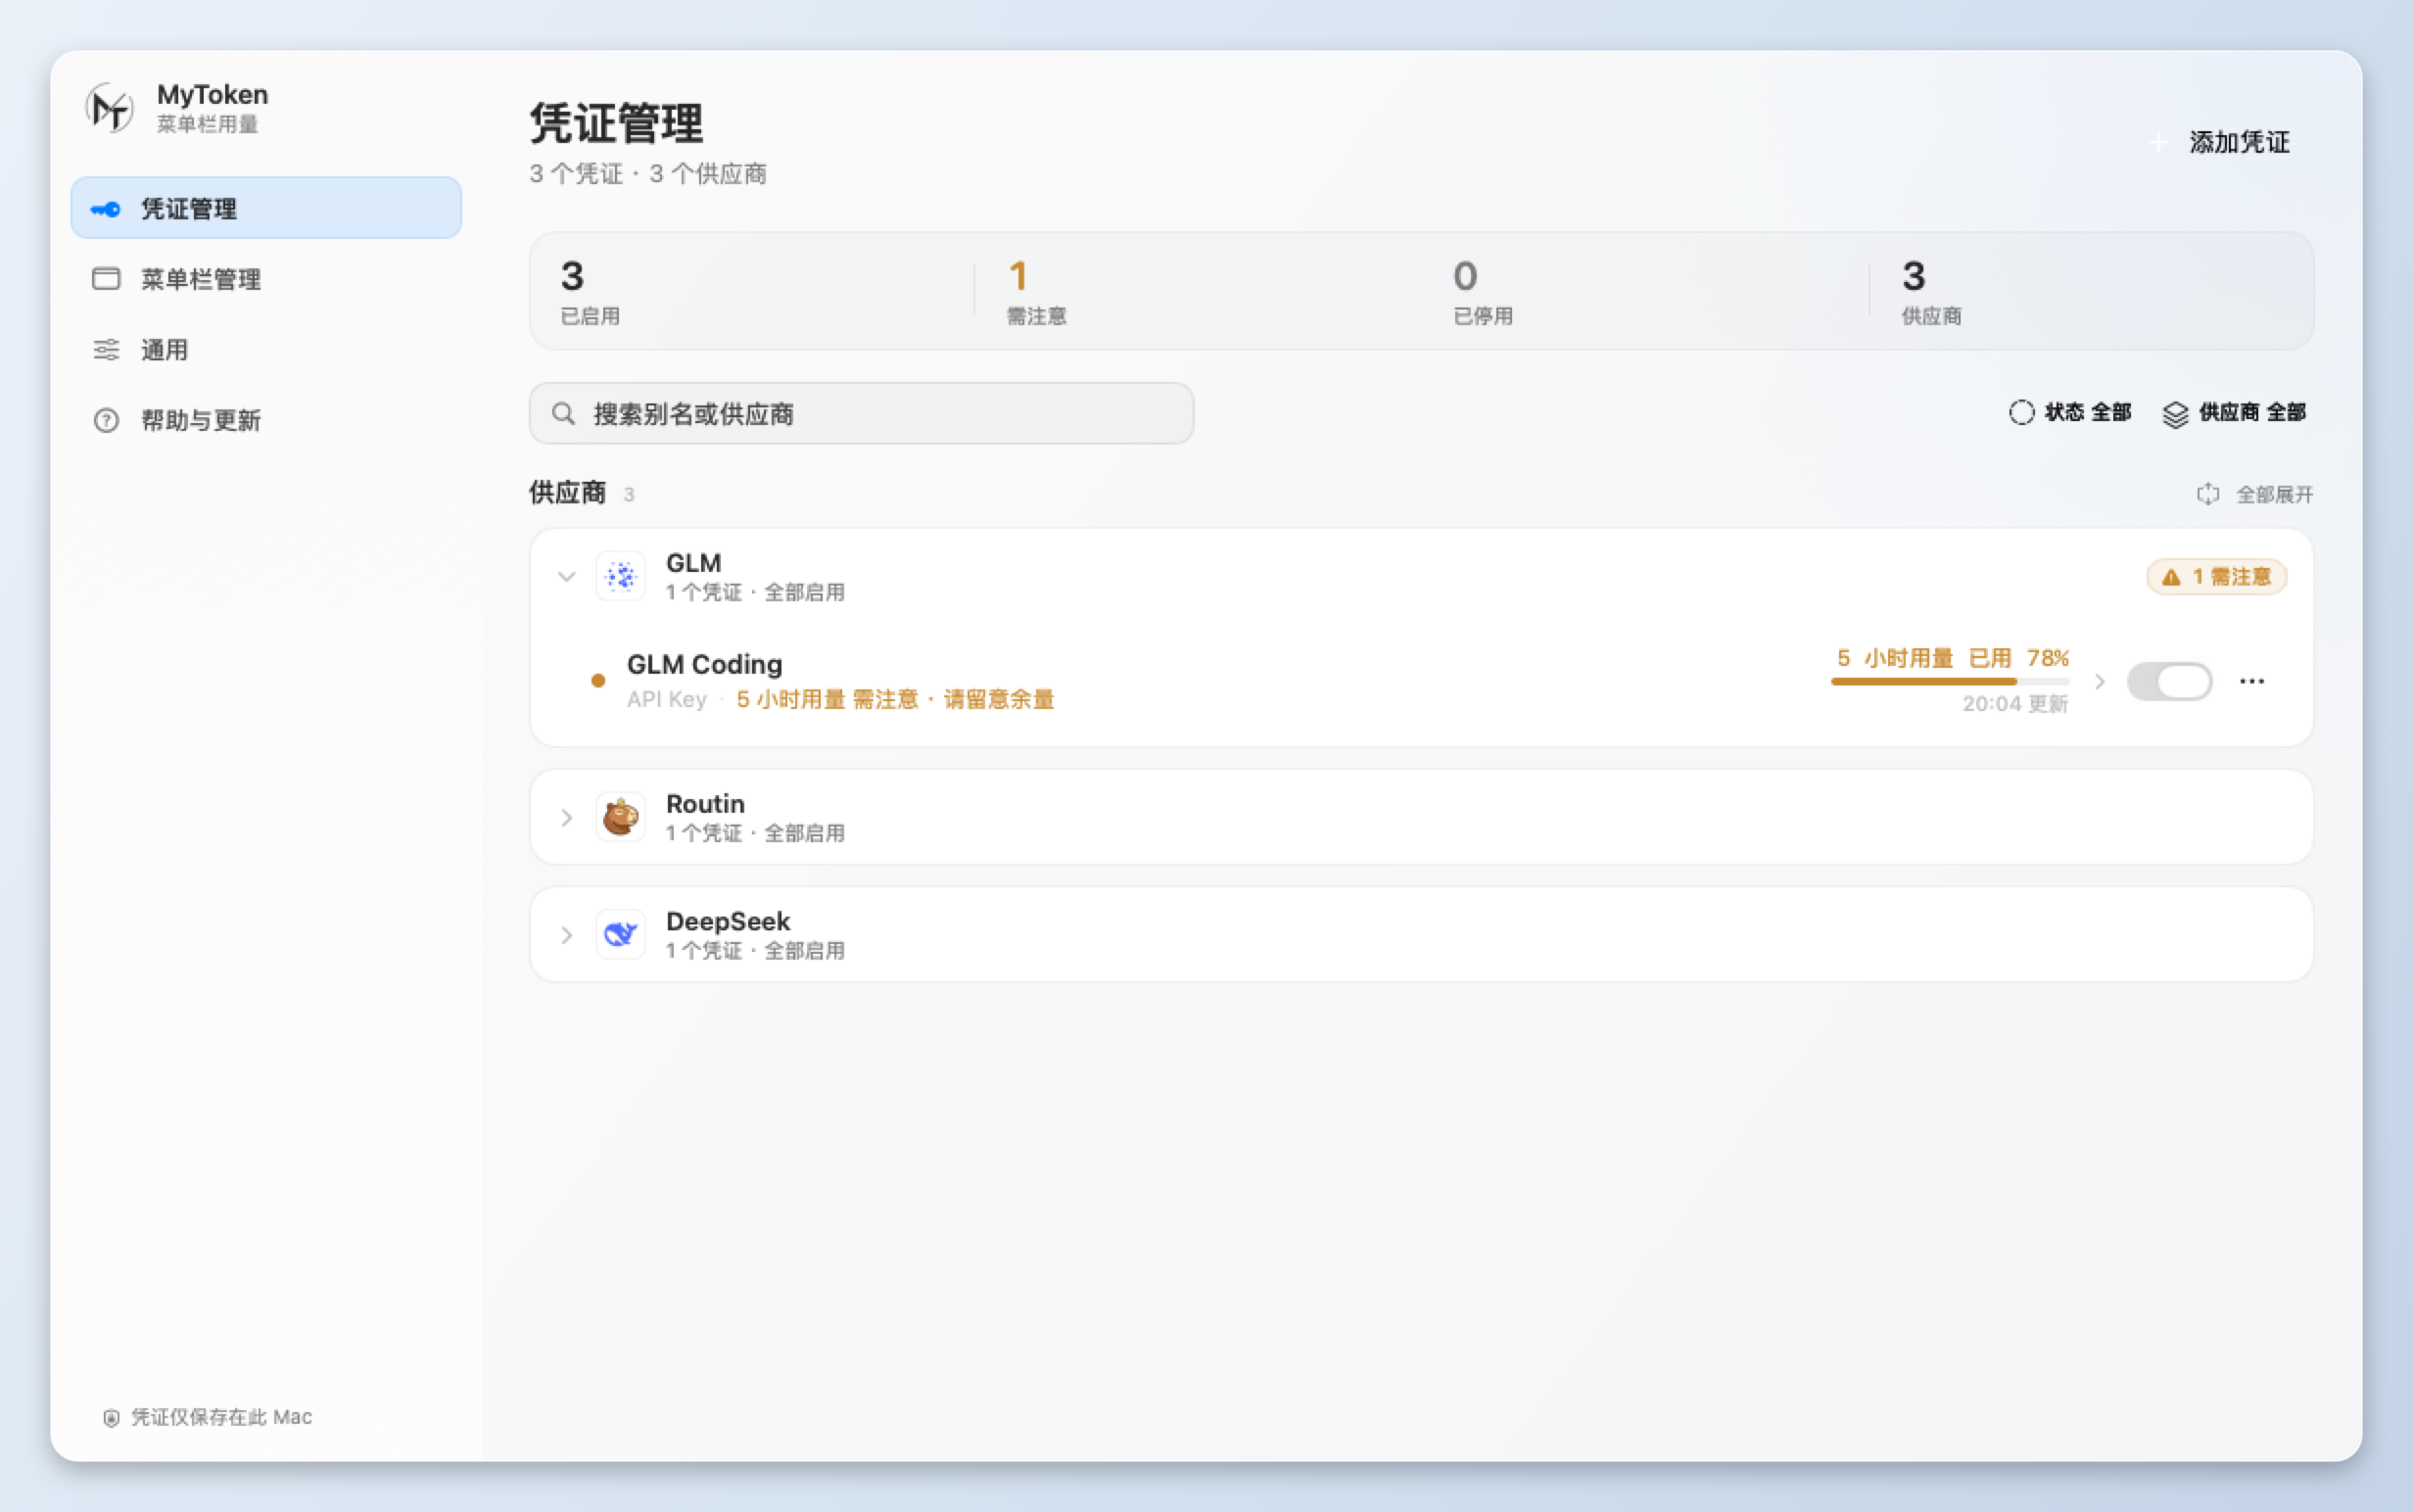 MyToken
菜单栏用量
凭证管理
菜单栏管理
通用
帮助与更新
凭证仅保存在此 Mac
凭证管理
3 个凭证 · 3 个供应商
添加凭证
3
已启用
1
需注意
0
已停用
3
供应商
搜索别名或供应商
状态 全部
供应商 全部
供应商 3
全部展开
GLM
1 个凭证 · 全部启用
1 需注意
GLM Coding
API Key · 5 小时用量 需注意 · 请留意余量
5 小时用量 已用 78%
20:04 更新
Routin
1 个凭证 · 全部启用
DeepSeek
1 个凭证 · 全部启用